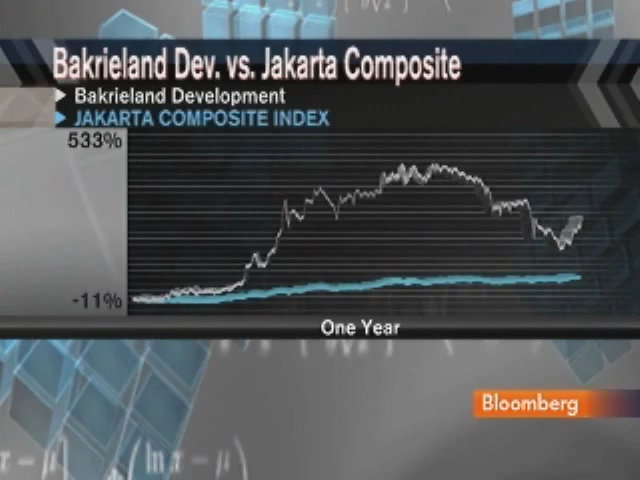 Bakrieland Dev. vs. Jakarta Composite
Bakrieland Development
JAKARTA COMPOSITE INDEX
533%
-11%
One Year
Bloomberg